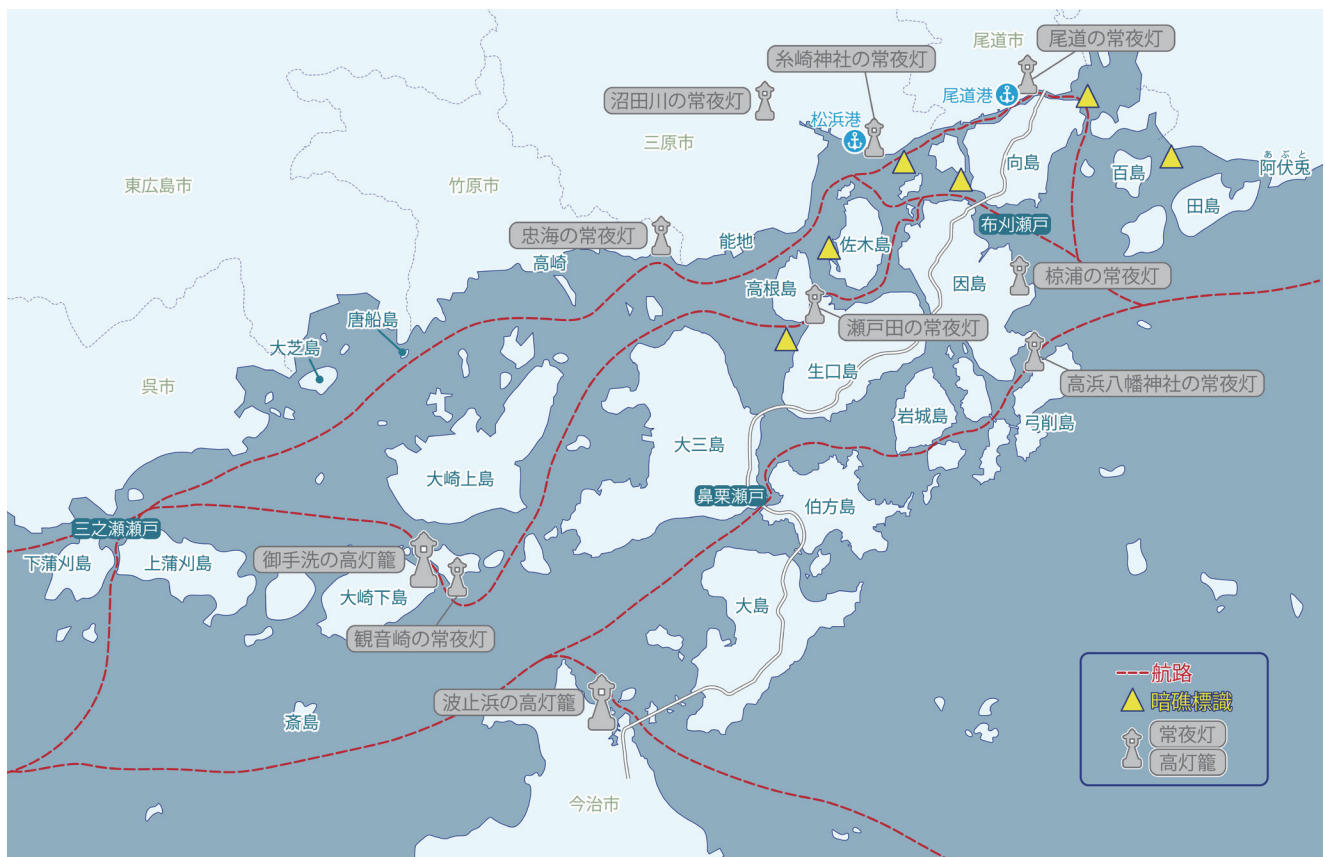 尾道市
尾道の常夜灯
糸崎神社の常夜灯
沼田川の常夜灯
尾道港
松浜港
三原市
向島
百島
あぶと
阿伏兎
田島
東広島市
竹原市
忠海の常夜灯
能地
高崎
佐木島
布刈瀬戸
高根島
因島
椋浦の常夜灯
唐船島
大芝島
瀬戸田の常夜灯
呉市
生口島
高浜八幡神社の常夜灯
岩城島
弓削島
大三島
大崎上島
鼻栗瀬戸
伯方島
三之瀬瀬戸
下蒲刈島
上蒲刈島
御手洗の高灯籠
大崎下島
観音崎の常夜灯
大島
波止浜の高灯籠
斎島
今治市
航路
暗礁標識
常夜灯
高灯籠